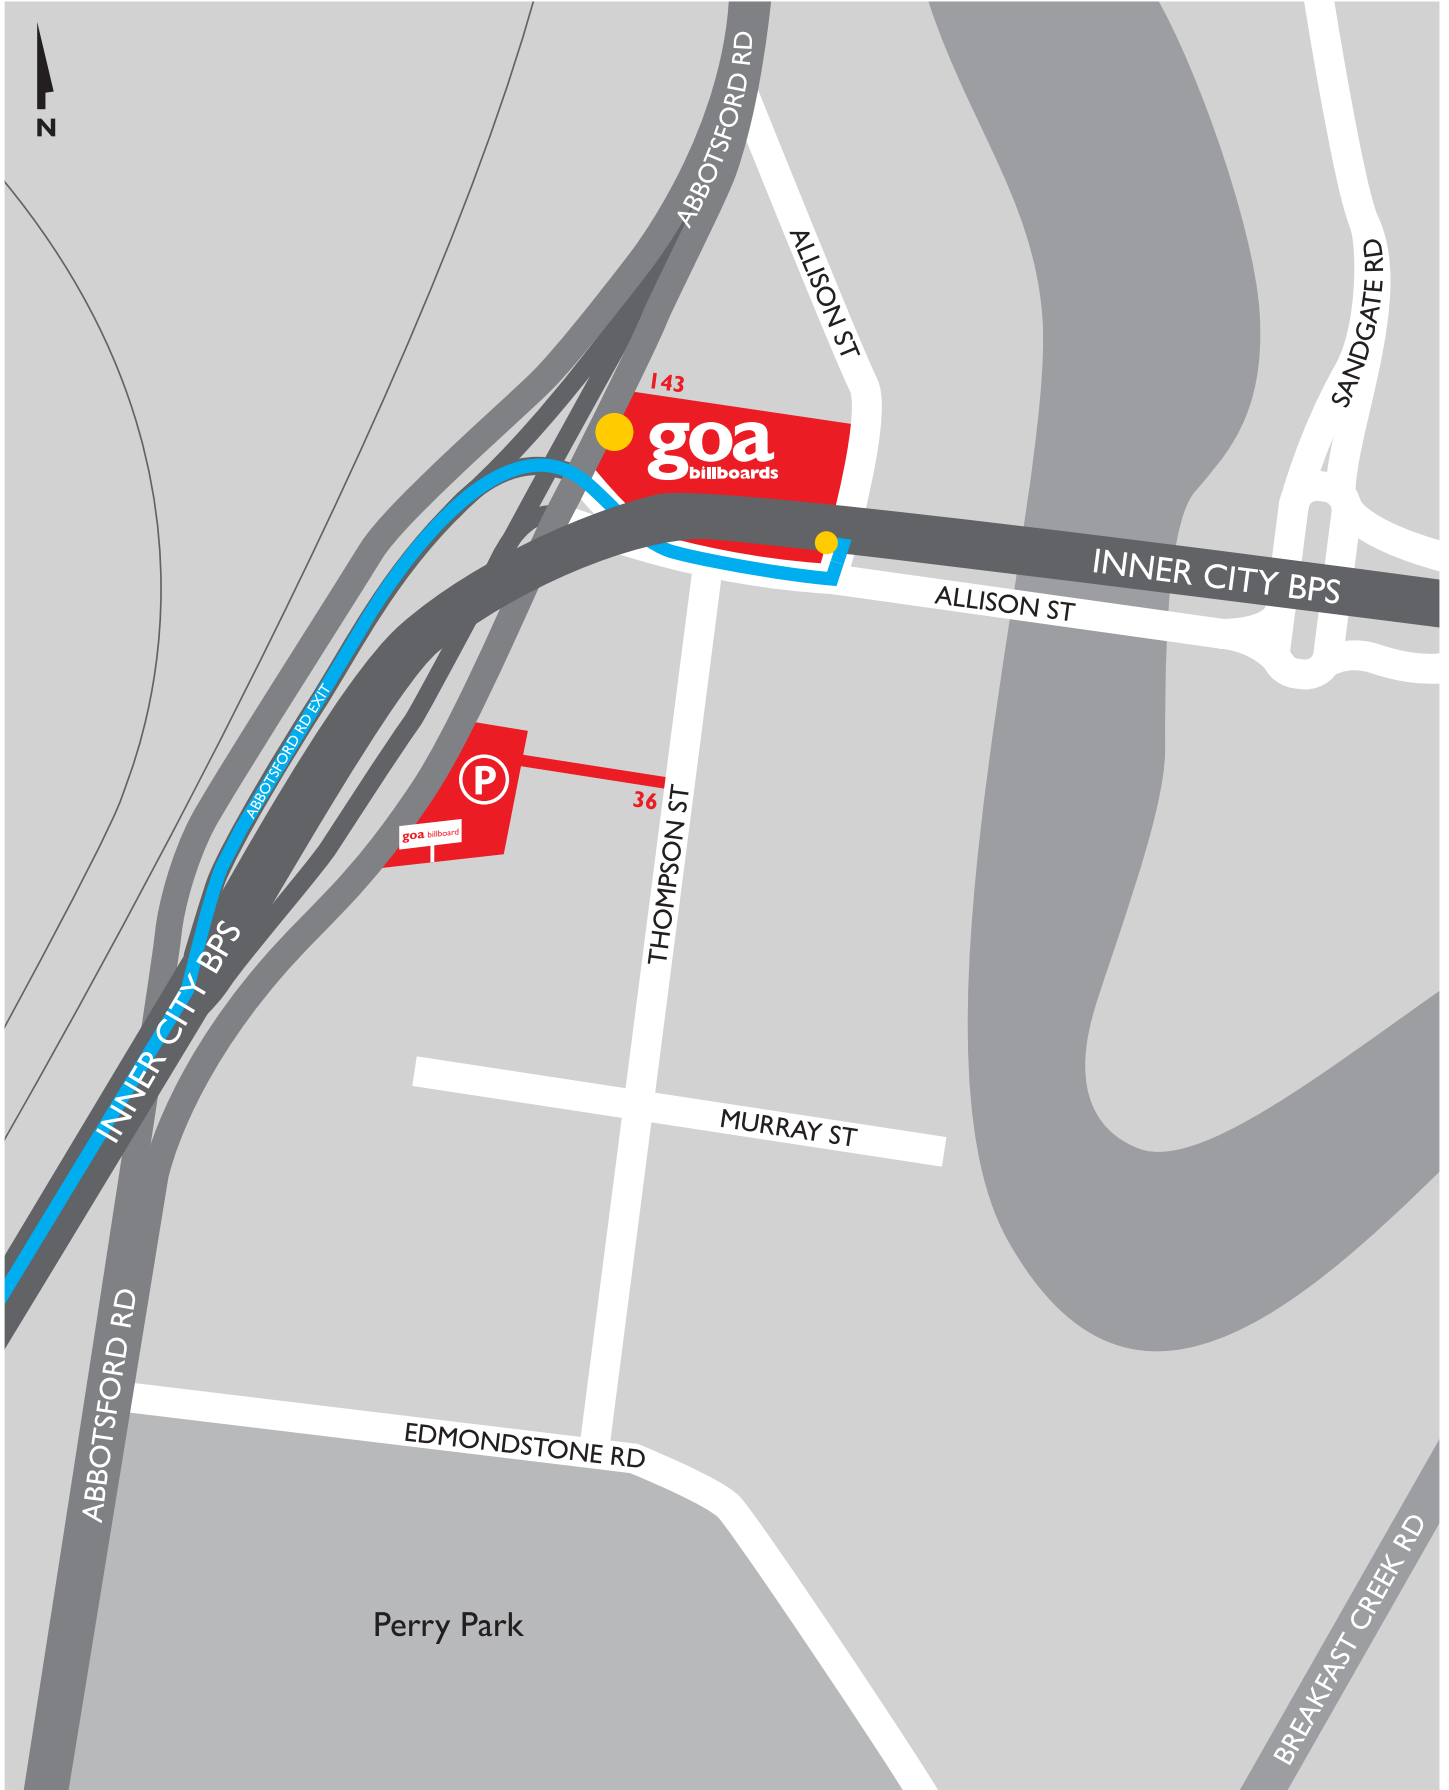 N
ABBOTSFORD RD
ALLISON ST
SANDGATE RD
143
goa
billboards
INNER CITY BPS
ALLISON ST
ABBOTSFORD RD EXIT
P
36
goa billboard
THOMPSON ST
INNER CITY BPS
MURRAY ST
ABBOTSFORD RD
EDMONDSTONE RD
Perry Park
BREAKFAST CREEK RD